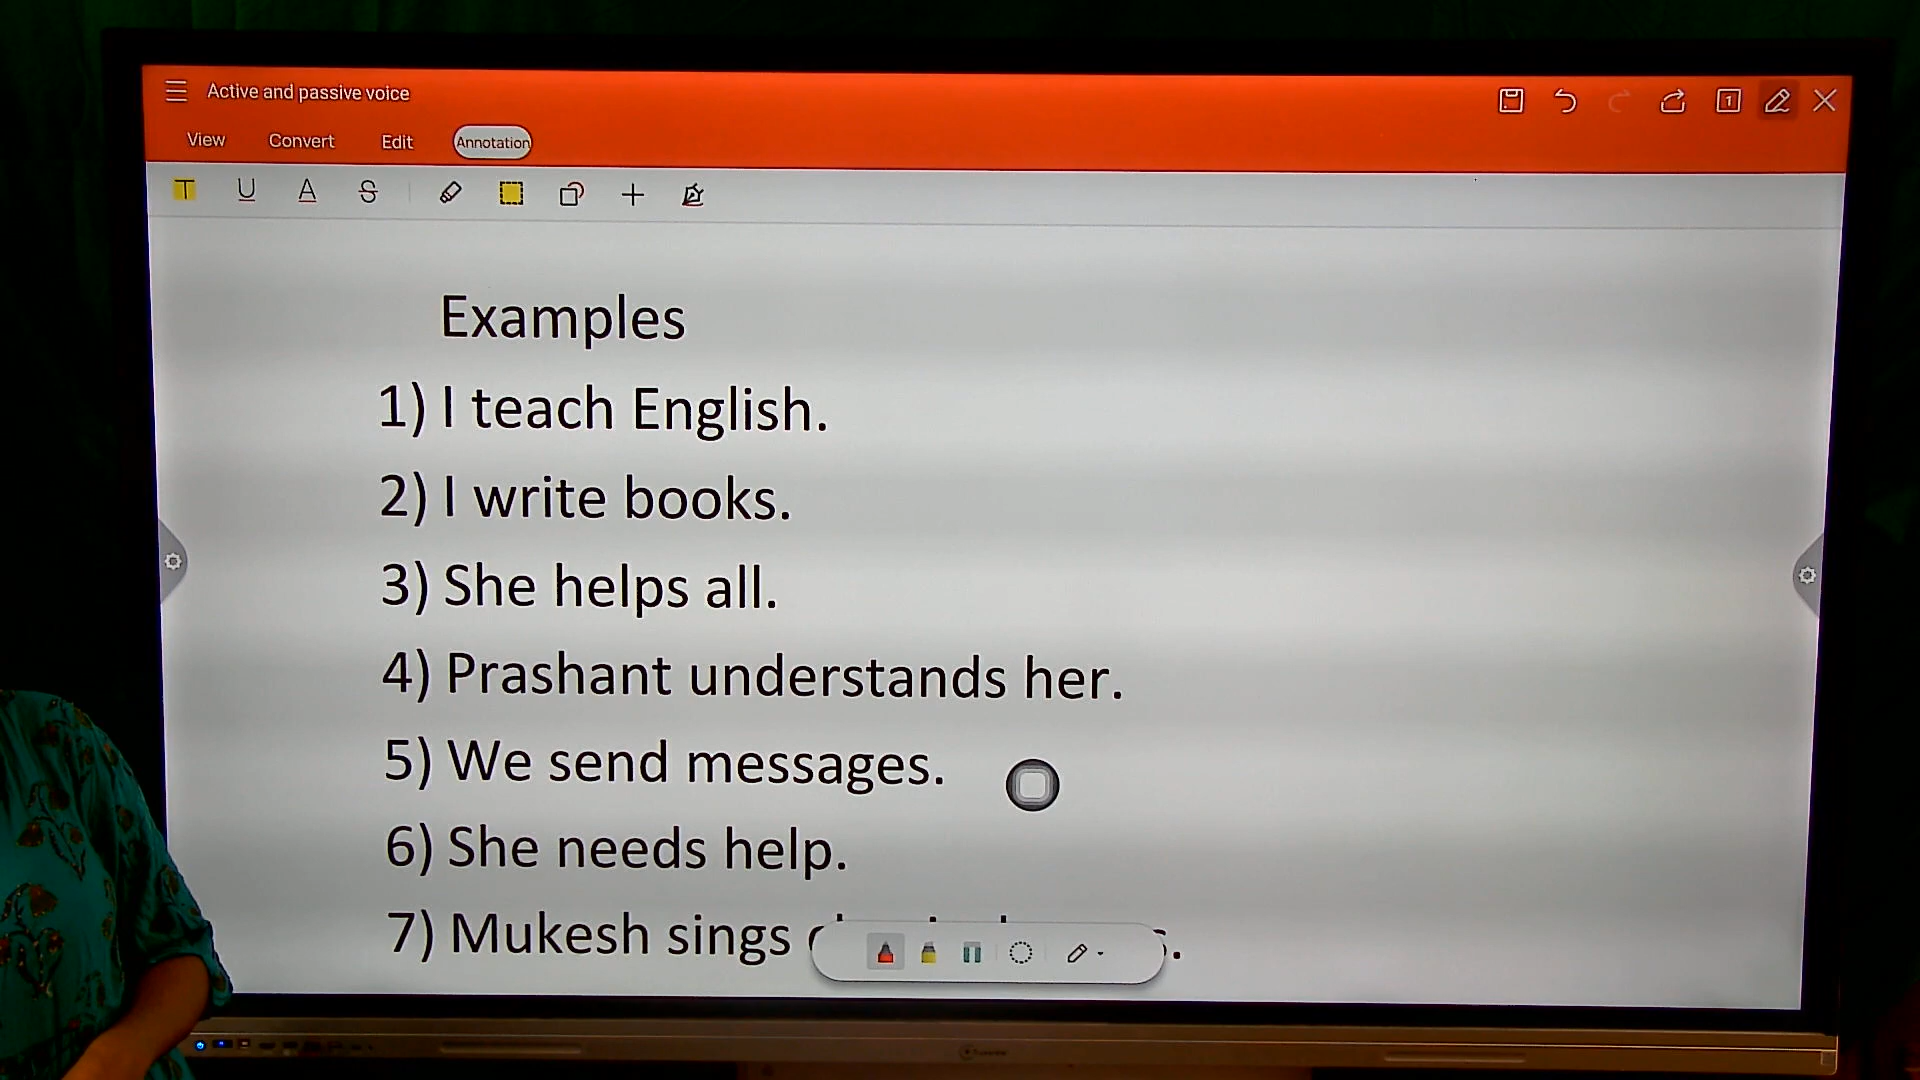 Active and passive voice
1
View Convert Edit Annotation
T U A S
Examples
1) I teach English.
2) I write books.
3) She helps all.
4) Prashant understands her.
5) We send messages.
6) She needs help.
7) Mukesh sings